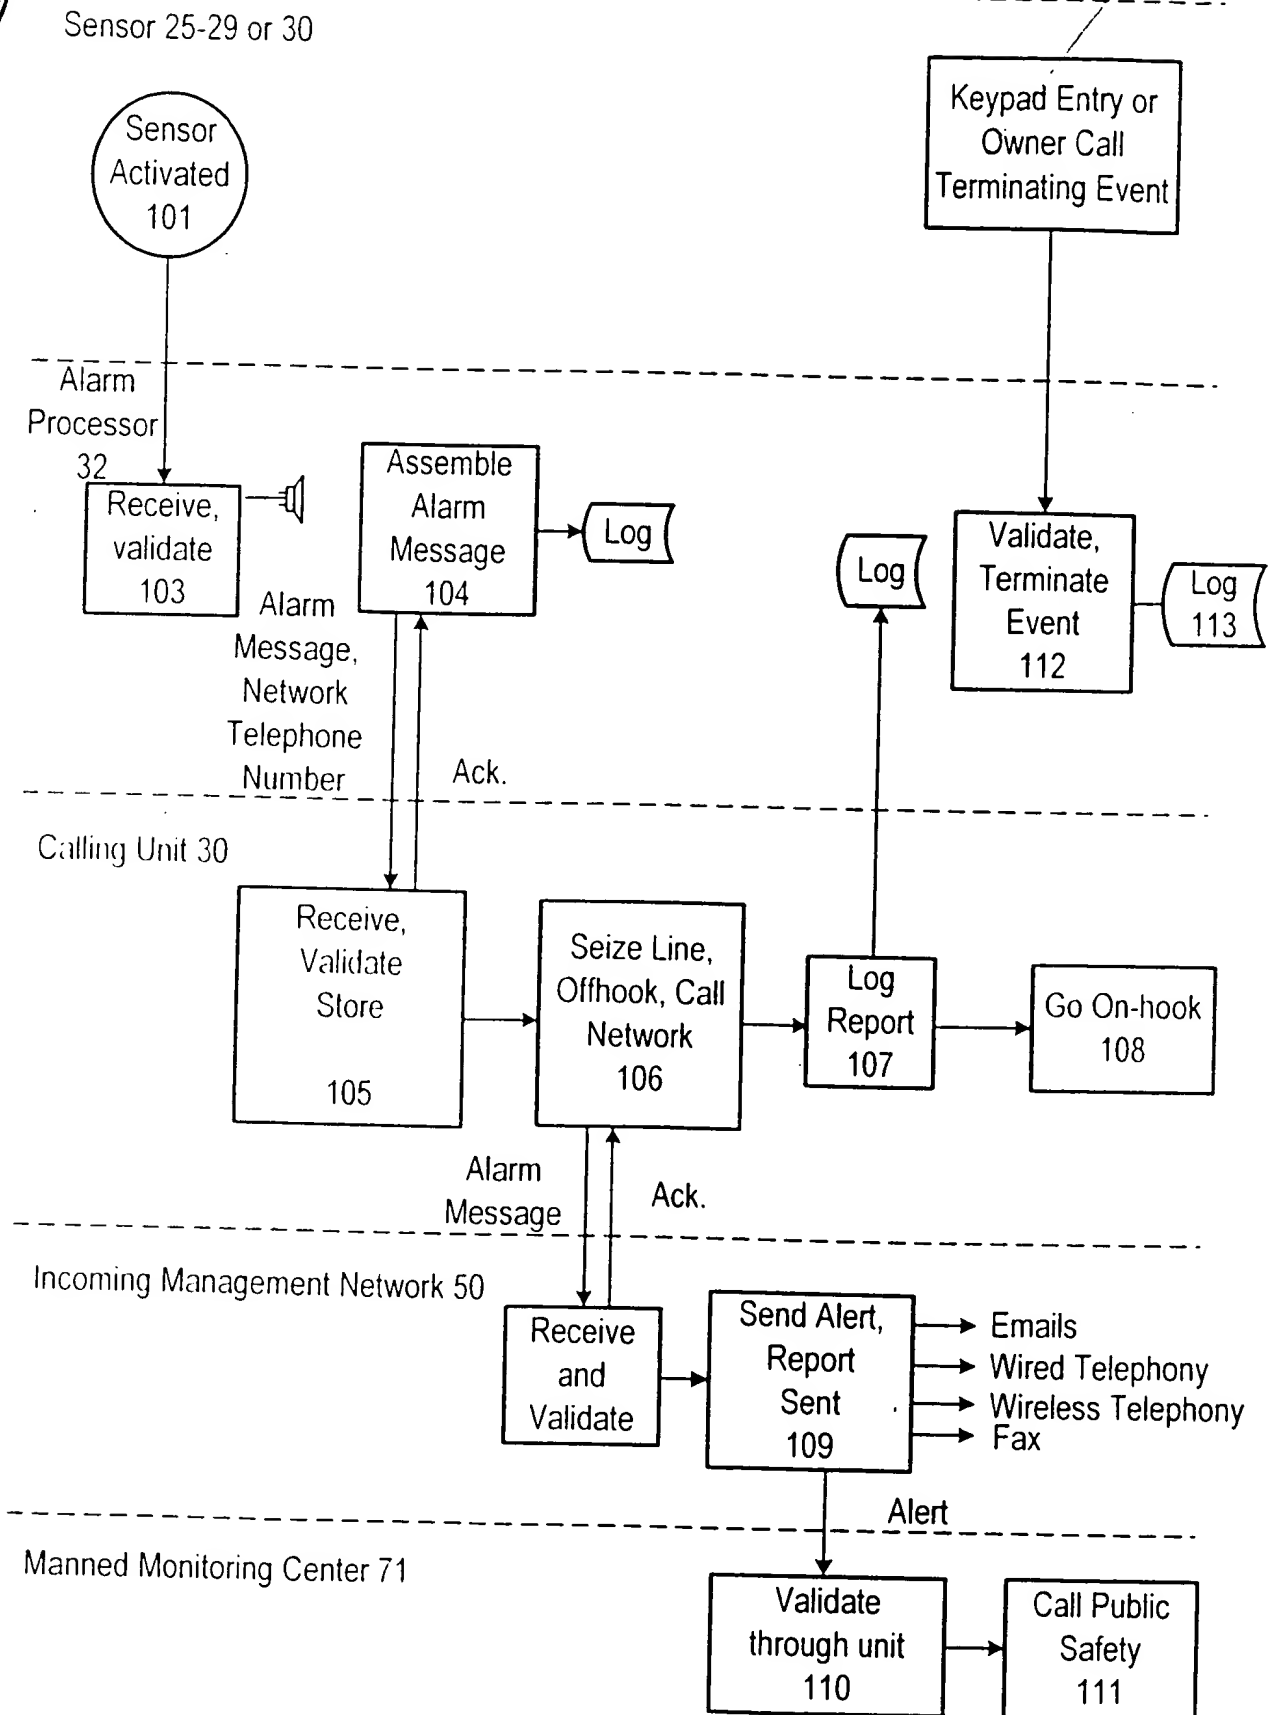 Sensor 25-29 or 30
Sensor
Activated
101
Keypad Entry or
Owner Call
Terminating Event
Alarm
Processor
32
Receive,
validate
103
Assemble
Alarm
Message
104
Log
Log
Validate,
Terminate
Event
112
Log
113
Alarm
Message,
Network
Telephone
Number
Ack.
Calling Unit 30
Receive,
Validate
Store
105
Seize Line,
Offhook, Call
Network
106
Log
Report
107
Go On-hook
108
Alarm
Message
Ack.
Incoming Management Network 50
Receive
and
Validate
Send Alert,
Report
Sent
109
Emails
Wired Telephony
Wireless Telephony
Fax
Alert
Manned Monitoring Center 71
Validate
through unit
110
Call Public
Safety
111